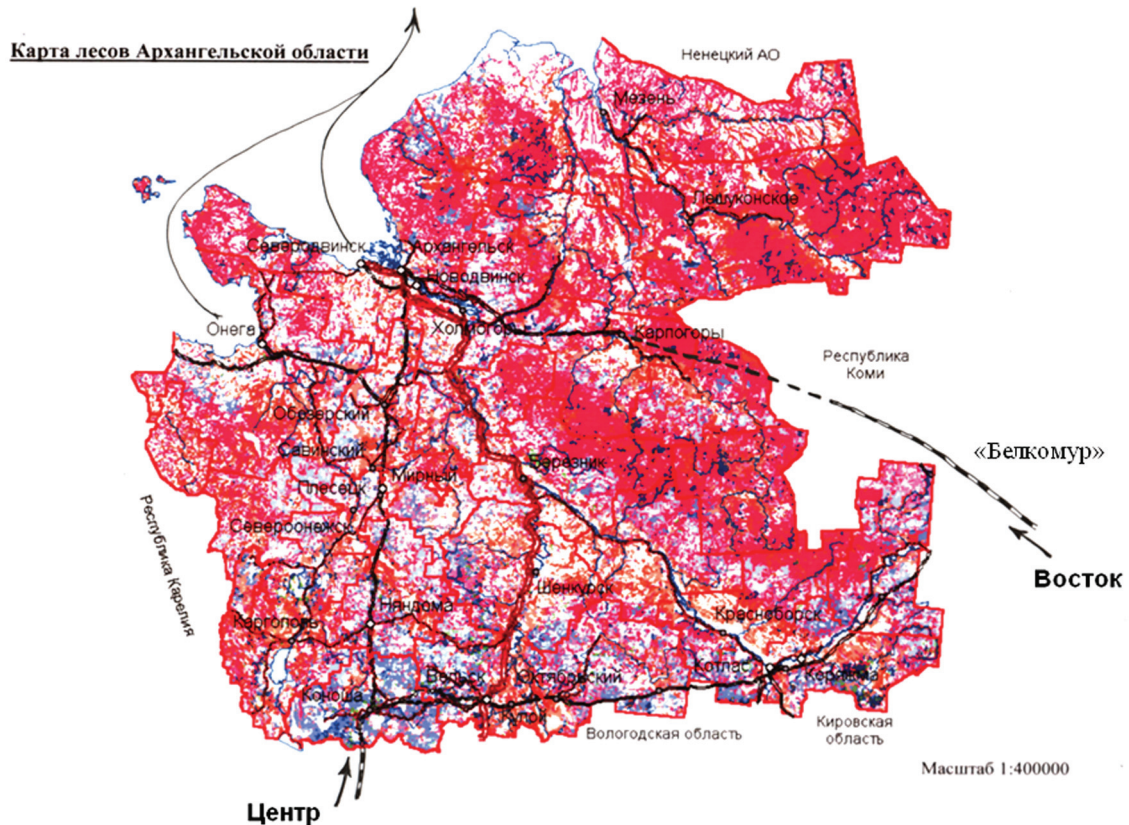 Карта лесов Архангельской области
Ненецкий АО
Мезень
Лешуконское
Северодвинск
Архангельск
Новодвинск
Онега
Холмогоры
Карпогоры
Республика
Коми
Обозерский
«Белкомур»
Савинский
Березник
Мирный
Плесецк
Североонежск
Республика Карелия
Восток
Шенкурск
Няндома
Красноборск
Каргополь
Котлас
Коряжма
Вельск
Октябрьский
Коноша
Кулой
Вологодская область
Кировская
область
Масштаб 1:400000
Центр